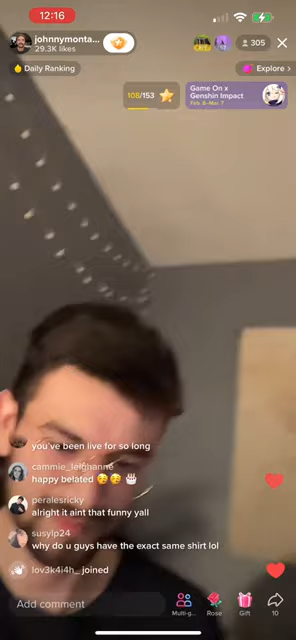 12:16
johnnymonta...
29.3K likes
305
Daily Ranking
Explore >
108/153
Game On x
Genshin Impact
Feb. 6-Mar. 7
you've been live for so long
cammie_leighanne
happy belated 🥳🥳 🎂
peralesricky
alright it aint that funny yall
susylp24
why do u guys have the exact same shirt lol
lov3k4i4h_ joined
Add comment
Multi-g...
Rose
Gift
10